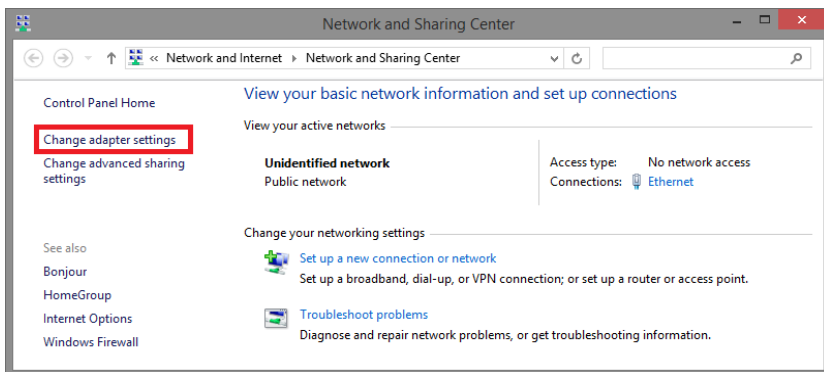 Network and Sharing Center
« Network and Internet ▸ Network and Sharing Center
Control Panel Home
Change adapter settings
Change advanced sharing
settings
See also
Bonjour
HomeGroup
Internet Options
Windows Firewall
View your basic network information and set up connections
View your active networks
Unidentified network
Public network
Access type: No network access
Connections: Ethernet
Change your networking settings
Set up a new connection or network
Set up a broadband, dial-up, or VPN connection; or set up a router or access point.
Troubleshoot problems
Diagnose and repair network problems, or get troubleshooting information.